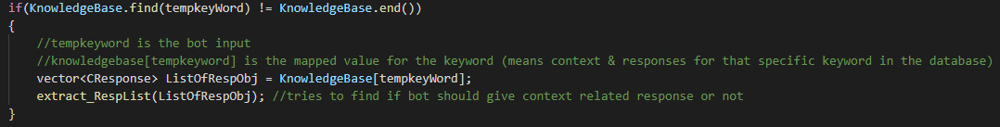 if(KnowledgeBase.find(tempkeyWord) != KnowledgeBase.end())
{
//tempkeyword is the bot input
//knowledgebase[tempkeyword] is the mapped value for the keyword (means context & responses for that specific keyword in the database)
vector<CResponse> ListOfRespObj = KnowledgeBase[tempkeyWord];
extract_RespList(ListOfRespObj); //tries to find if bot should give context related response or not
}